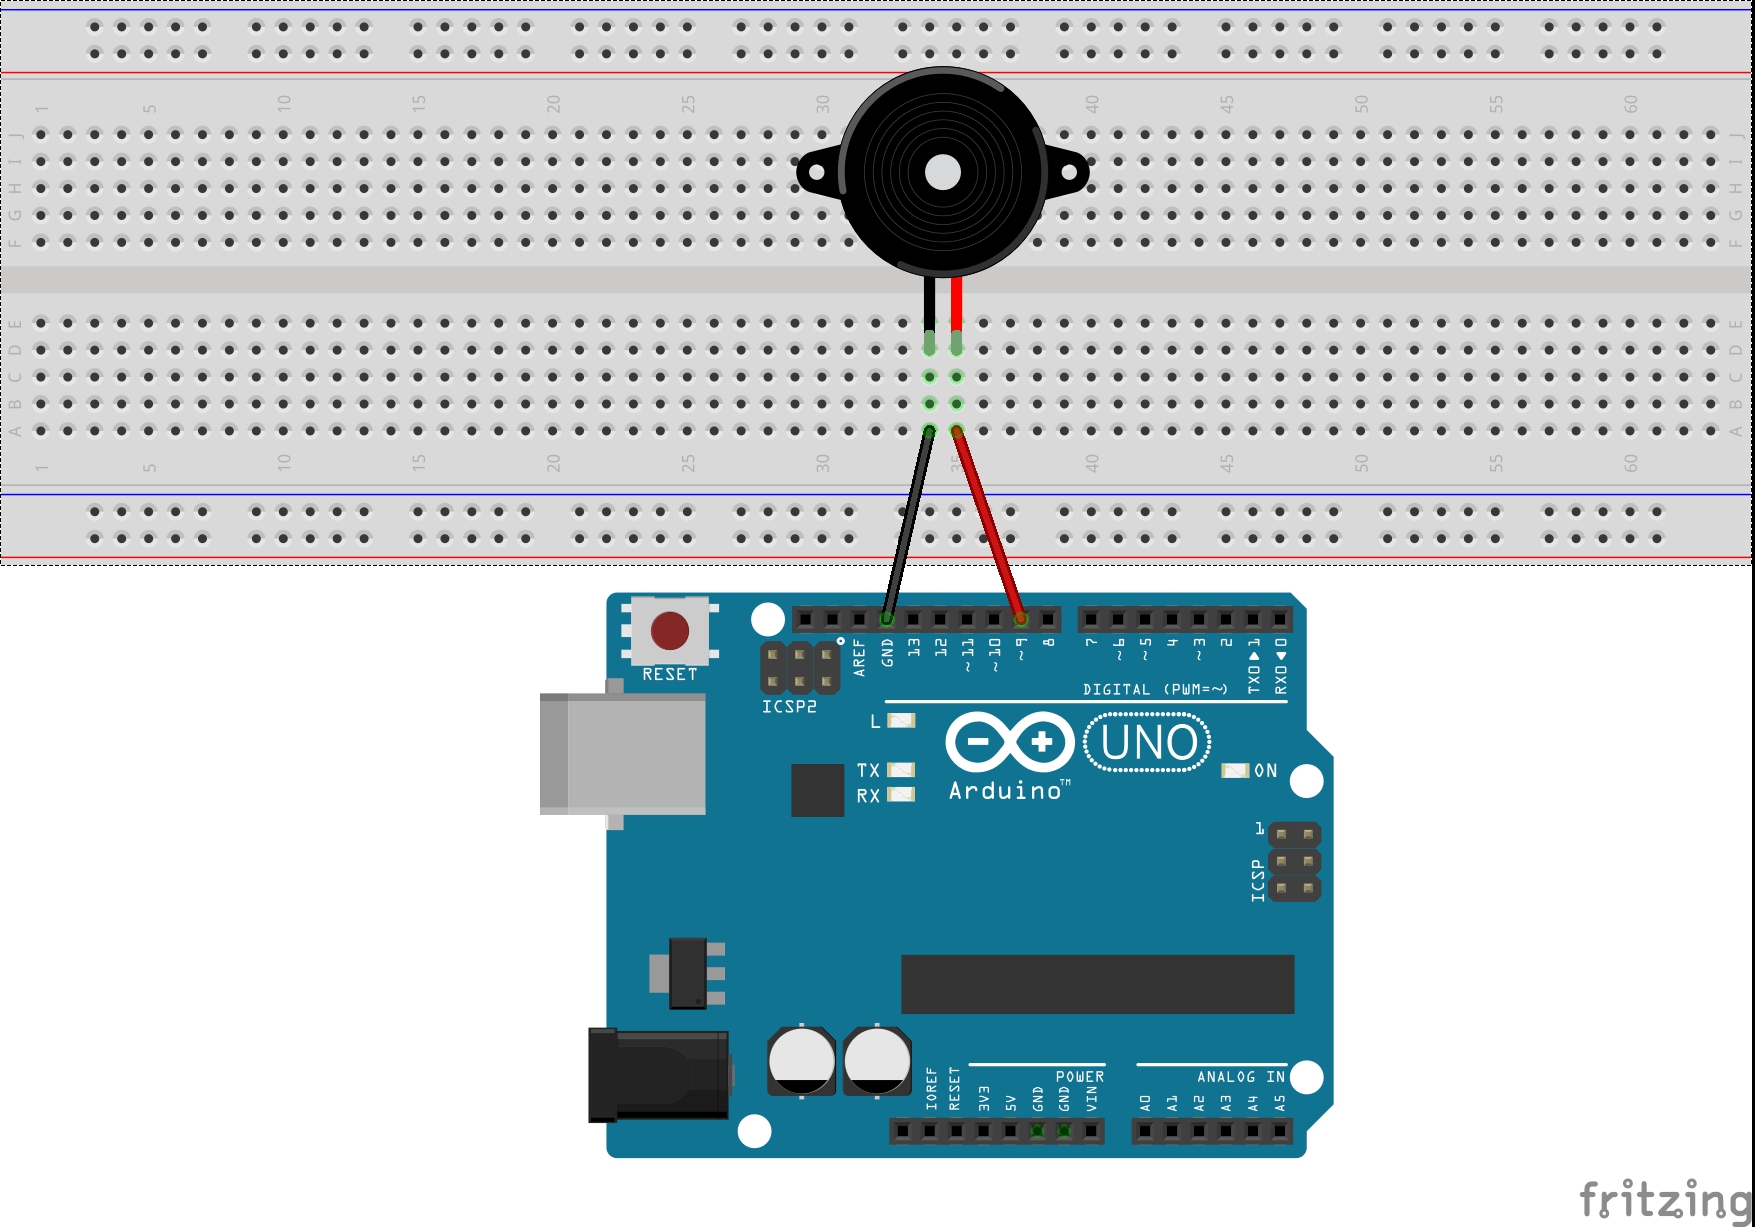 1 5 10 15 20 25 30 40 45 50 55 60
J J
I I
H H
G G
F F
E E
D D
C C
B B
A A
1 5 10 15 20 25 30 35 40 45 50 55 60
AREF GND 13 12 ~11 ~10 ~9 8 7 ~6 ~5 4 ~3 2 TX0▶1 RX0◀0
RESET
DIGITAL (PWM=~)
ICSP2
L
TX
RX
Arduino™
UNO
ON
1
ICSP
POWER
ANALOG IN
IOREF RESET 3V3 5V GND GND VIN A0 A1 A2 A3 A4 A5
fritzing